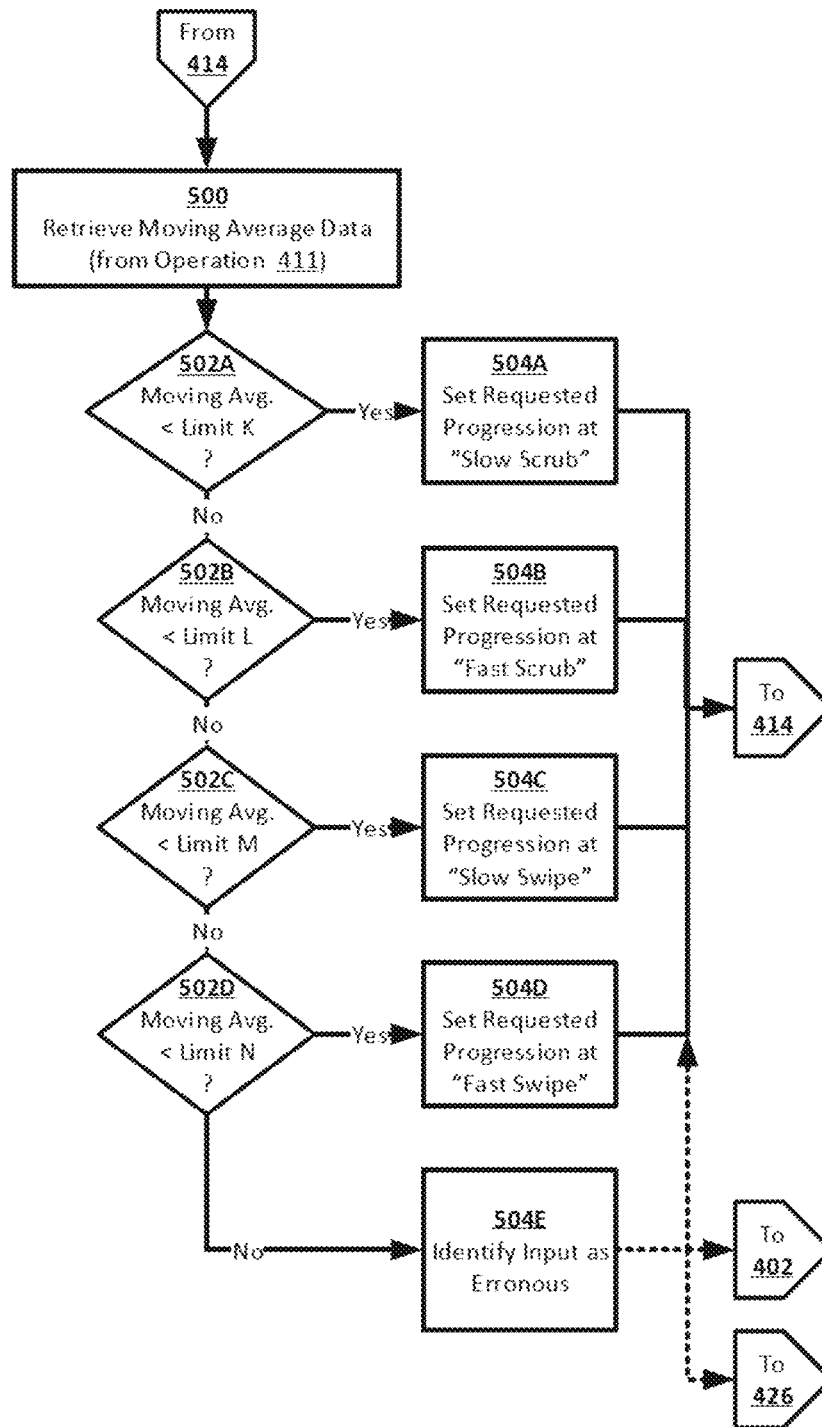 From
414
500
Retrieve Moving Average Data
(from Operation 411)
502A
Moving Avg.
< Limit K
?
Yes
504A
Set Requested
Progression at
"Slow Scrub"
No
502B
Moving Avg.
< Limit L
?
Yes
504B
Set Requested
Progression at
"Fast Scrub"
To
414
No
502C
Moving Avg.
< Limit M
?
Yes
504C
Set Requested
Progression at
"Slow Swipe"
No
502D
Moving Avg.
< Limit N
?
Yes
504D
Set Requested
Progression at
"Fast Swipe"
No
504E
Identify Input as
Erronous
To
402
To
426